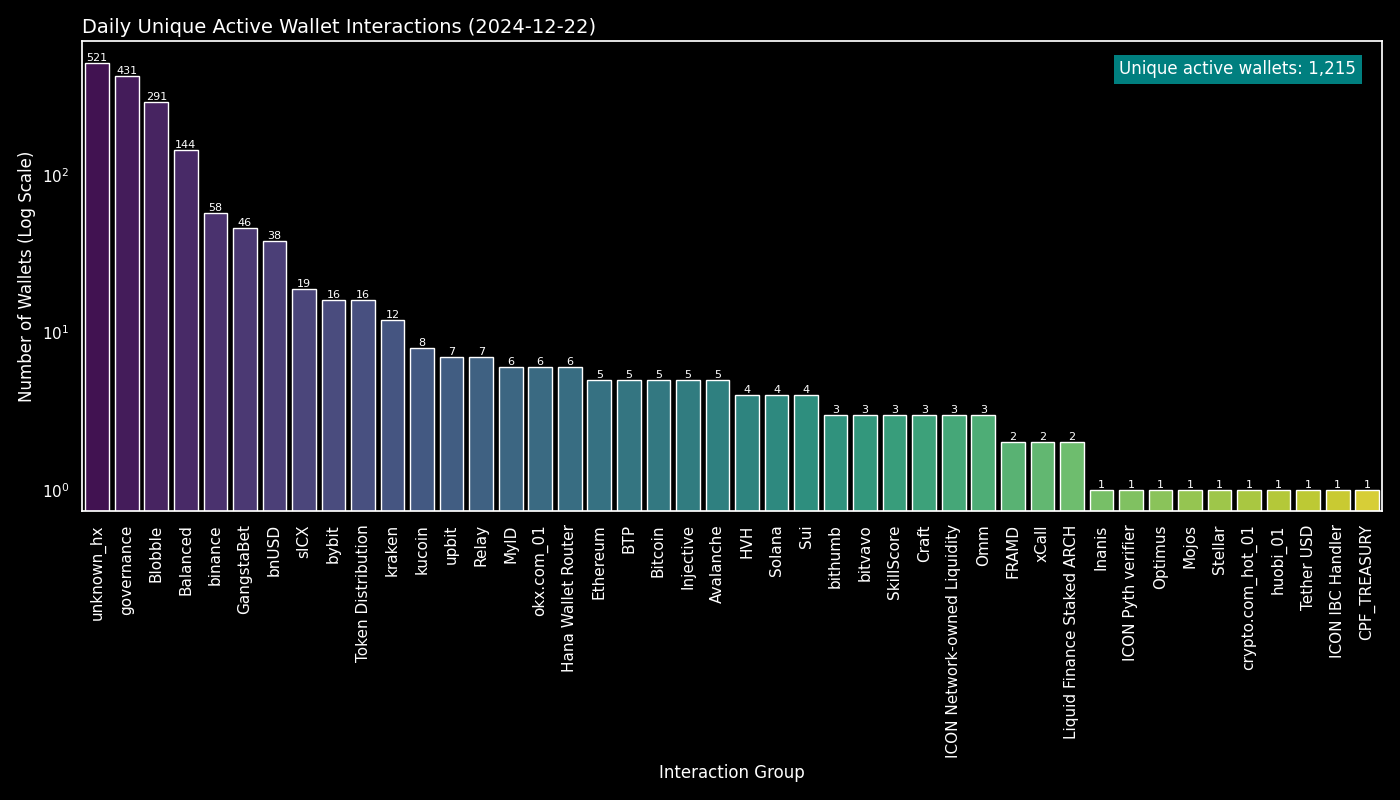 Daily Unique Active Wallet Interactions (2024-12-22)
Unique active wallets: 1,215
Number of Wallets (Log Scale)
10²
10¹
10⁰
521
431
291
144
58
46
38
19
16
16
12
8
7
7
6
6
6
5
5
5
5
5
4
4
4
3
3
3
3
3
3
2
2
2
1
1
1
1
1
1
1
1
1
1
unknown_hx
governance
Blobble
Balanced
binance
GangstaBet
bnUSD
sICX
bybit
Token Distribution
kraken
kucoin
upbit
Relay
MyID
okx.com_01
Hana Wallet Router
Ethereum
BTP
Bitcoin
Injective
Avalanche
HVH
Solana
Sui
bithumb
bitvavo
SkillScore
Craft
ICON Network-owned Liquidity
Omm
FRAMD
xCall
Liquid Finance Staked ARCH
Inanis
ICON Pyth verifier
Optimus
Mojos
Stellar
crypto.com_hot_01
huobi_01
Tether USD
ICON IBC Handler
CPF_TREASURY
Interaction Group